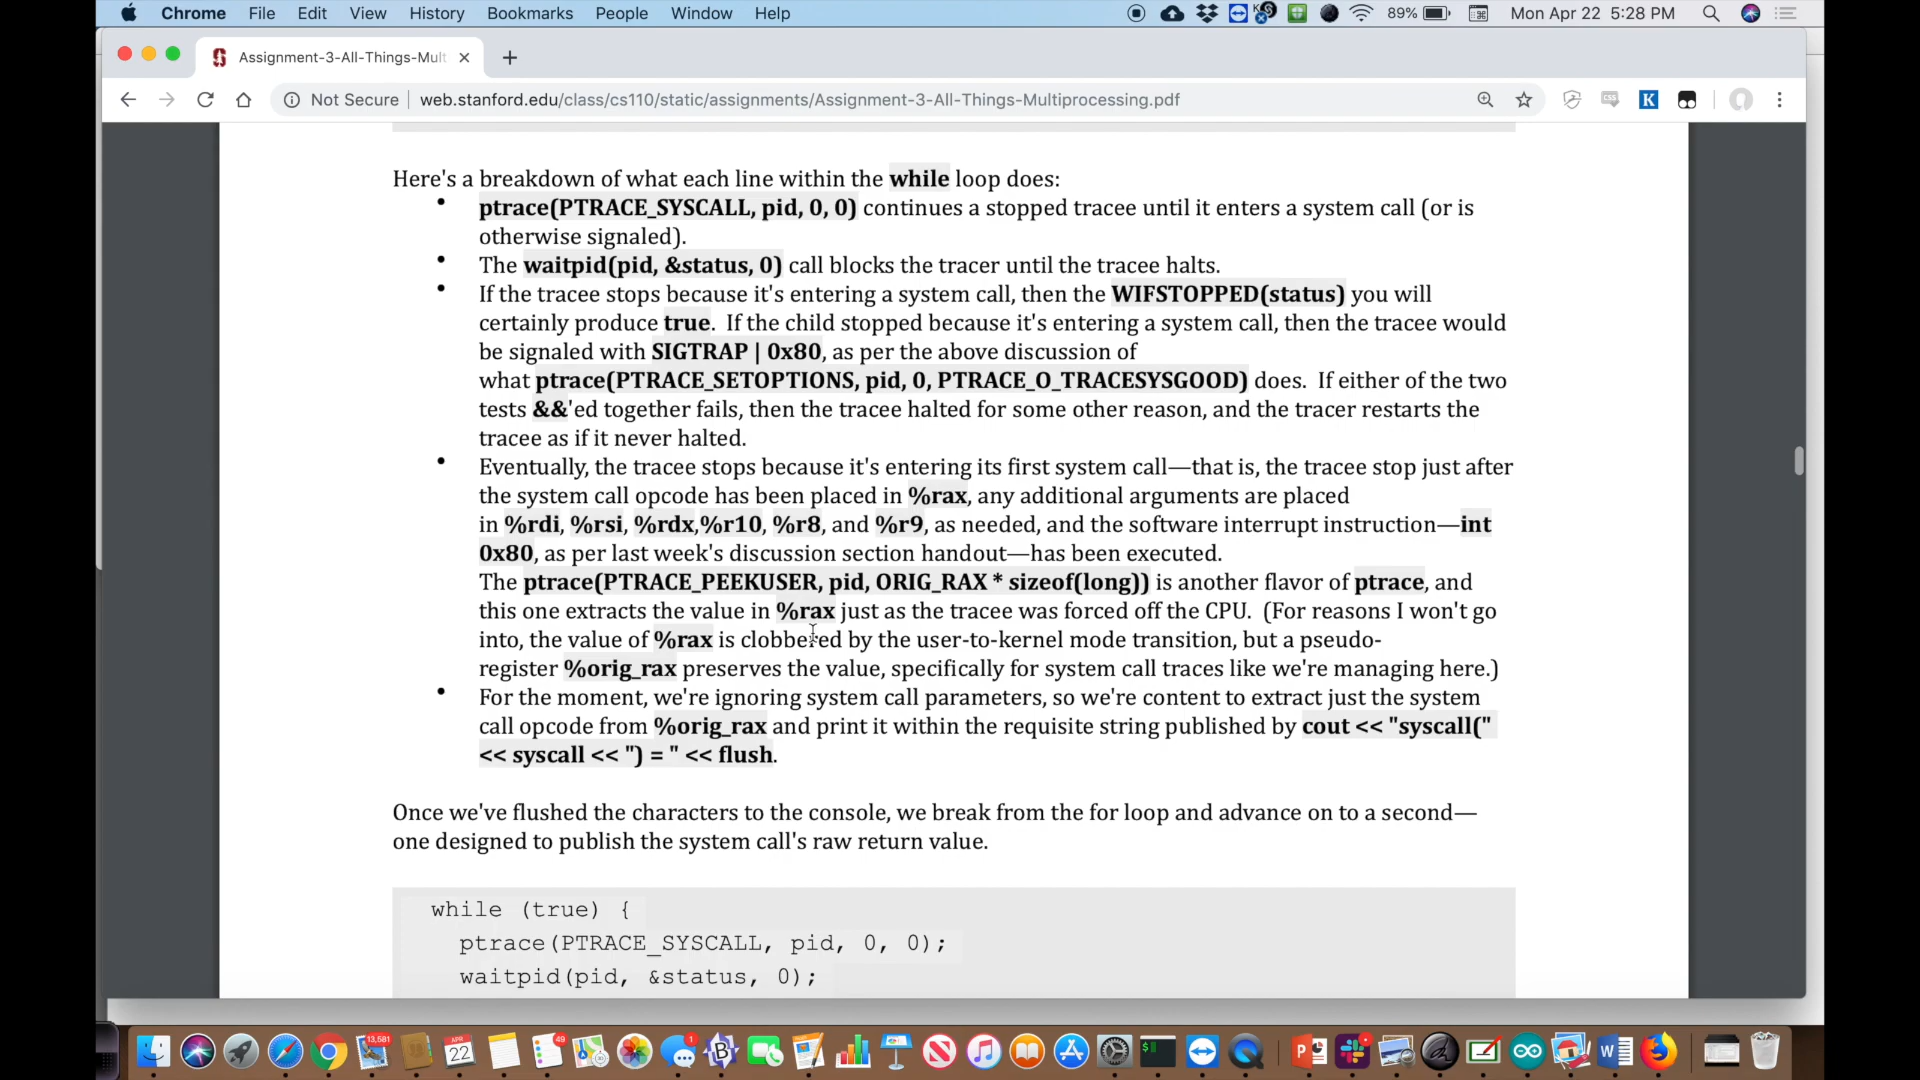 Chrome File Edit View History Bookmarks People Window Help 89% Mon Apr 22 5:28 PM
Assignment-3-All-Things-Mult
Not Secure web.stanford.edu/class/cs110/static/assignments/Assignment-3-All-Things-Multiprocessing.pdf
Here's a breakdown of what each line within the while loop does:
• ptrace(PTRACE_SYSCALL, pid, 0, 0) continues a stopped tracee until it enters a system call (or is
otherwise signaled).
• The waitpid(pid, &status, 0) call blocks the tracer until the tracee halts.
• If the tracee stops because it's entering a system call, then the WIFSTOPPED(status) you will
certainly produce true. If the child stopped because it's entering a system call, then the tracee would
be signaled with SIGTRAP | 0x80, as per the above discussion of
what ptrace(PTRACE_SETOPTIONS, pid, 0, PTRACE_O_TRACESYSGOOD) does. If either of the two
tests &&'ed together fails, then the tracee halted for some other reason, and the tracer restarts the
tracee as if it never halted.
• Eventually, the tracee stops because it's entering its first system call—that is, the tracee stop just after
the system call opcode has been placed in %rax, any additional arguments are placed
in %rdi, %rsi, %rdx,%r10, %r8, and %r9, as needed, and the software interrupt instruction—int
0x80, as per last week's discussion section handout—has been executed.
The ptrace(PTRACE_PEEKUSER, pid, ORIG_RAX * sizeof(long)) is another flavor of ptrace, and
this one extracts the value in %rax just as the tracee was forced off the CPU. (For reasons I won't go
into, the value of %rax is clobbered by the user-to-kernel mode transition, but a pseudo-
register %orig_rax preserves the value, specifically for system call traces like we're managing here.)
• For the moment, we're ignoring system call parameters, so we're content to extract just the system
call opcode from %orig_rax and print it within the requisite string published by cout << "syscall("
<< syscall << ") = " << flush.
Once we've flushed the characters to the console, we break from the for loop and advance on to a second—
one designed to publish the system call's raw return value.
while (true) {
ptrace(PTRACE_SYSCALL, pid, 0, 0);
waitpid(pid, &status, 0);